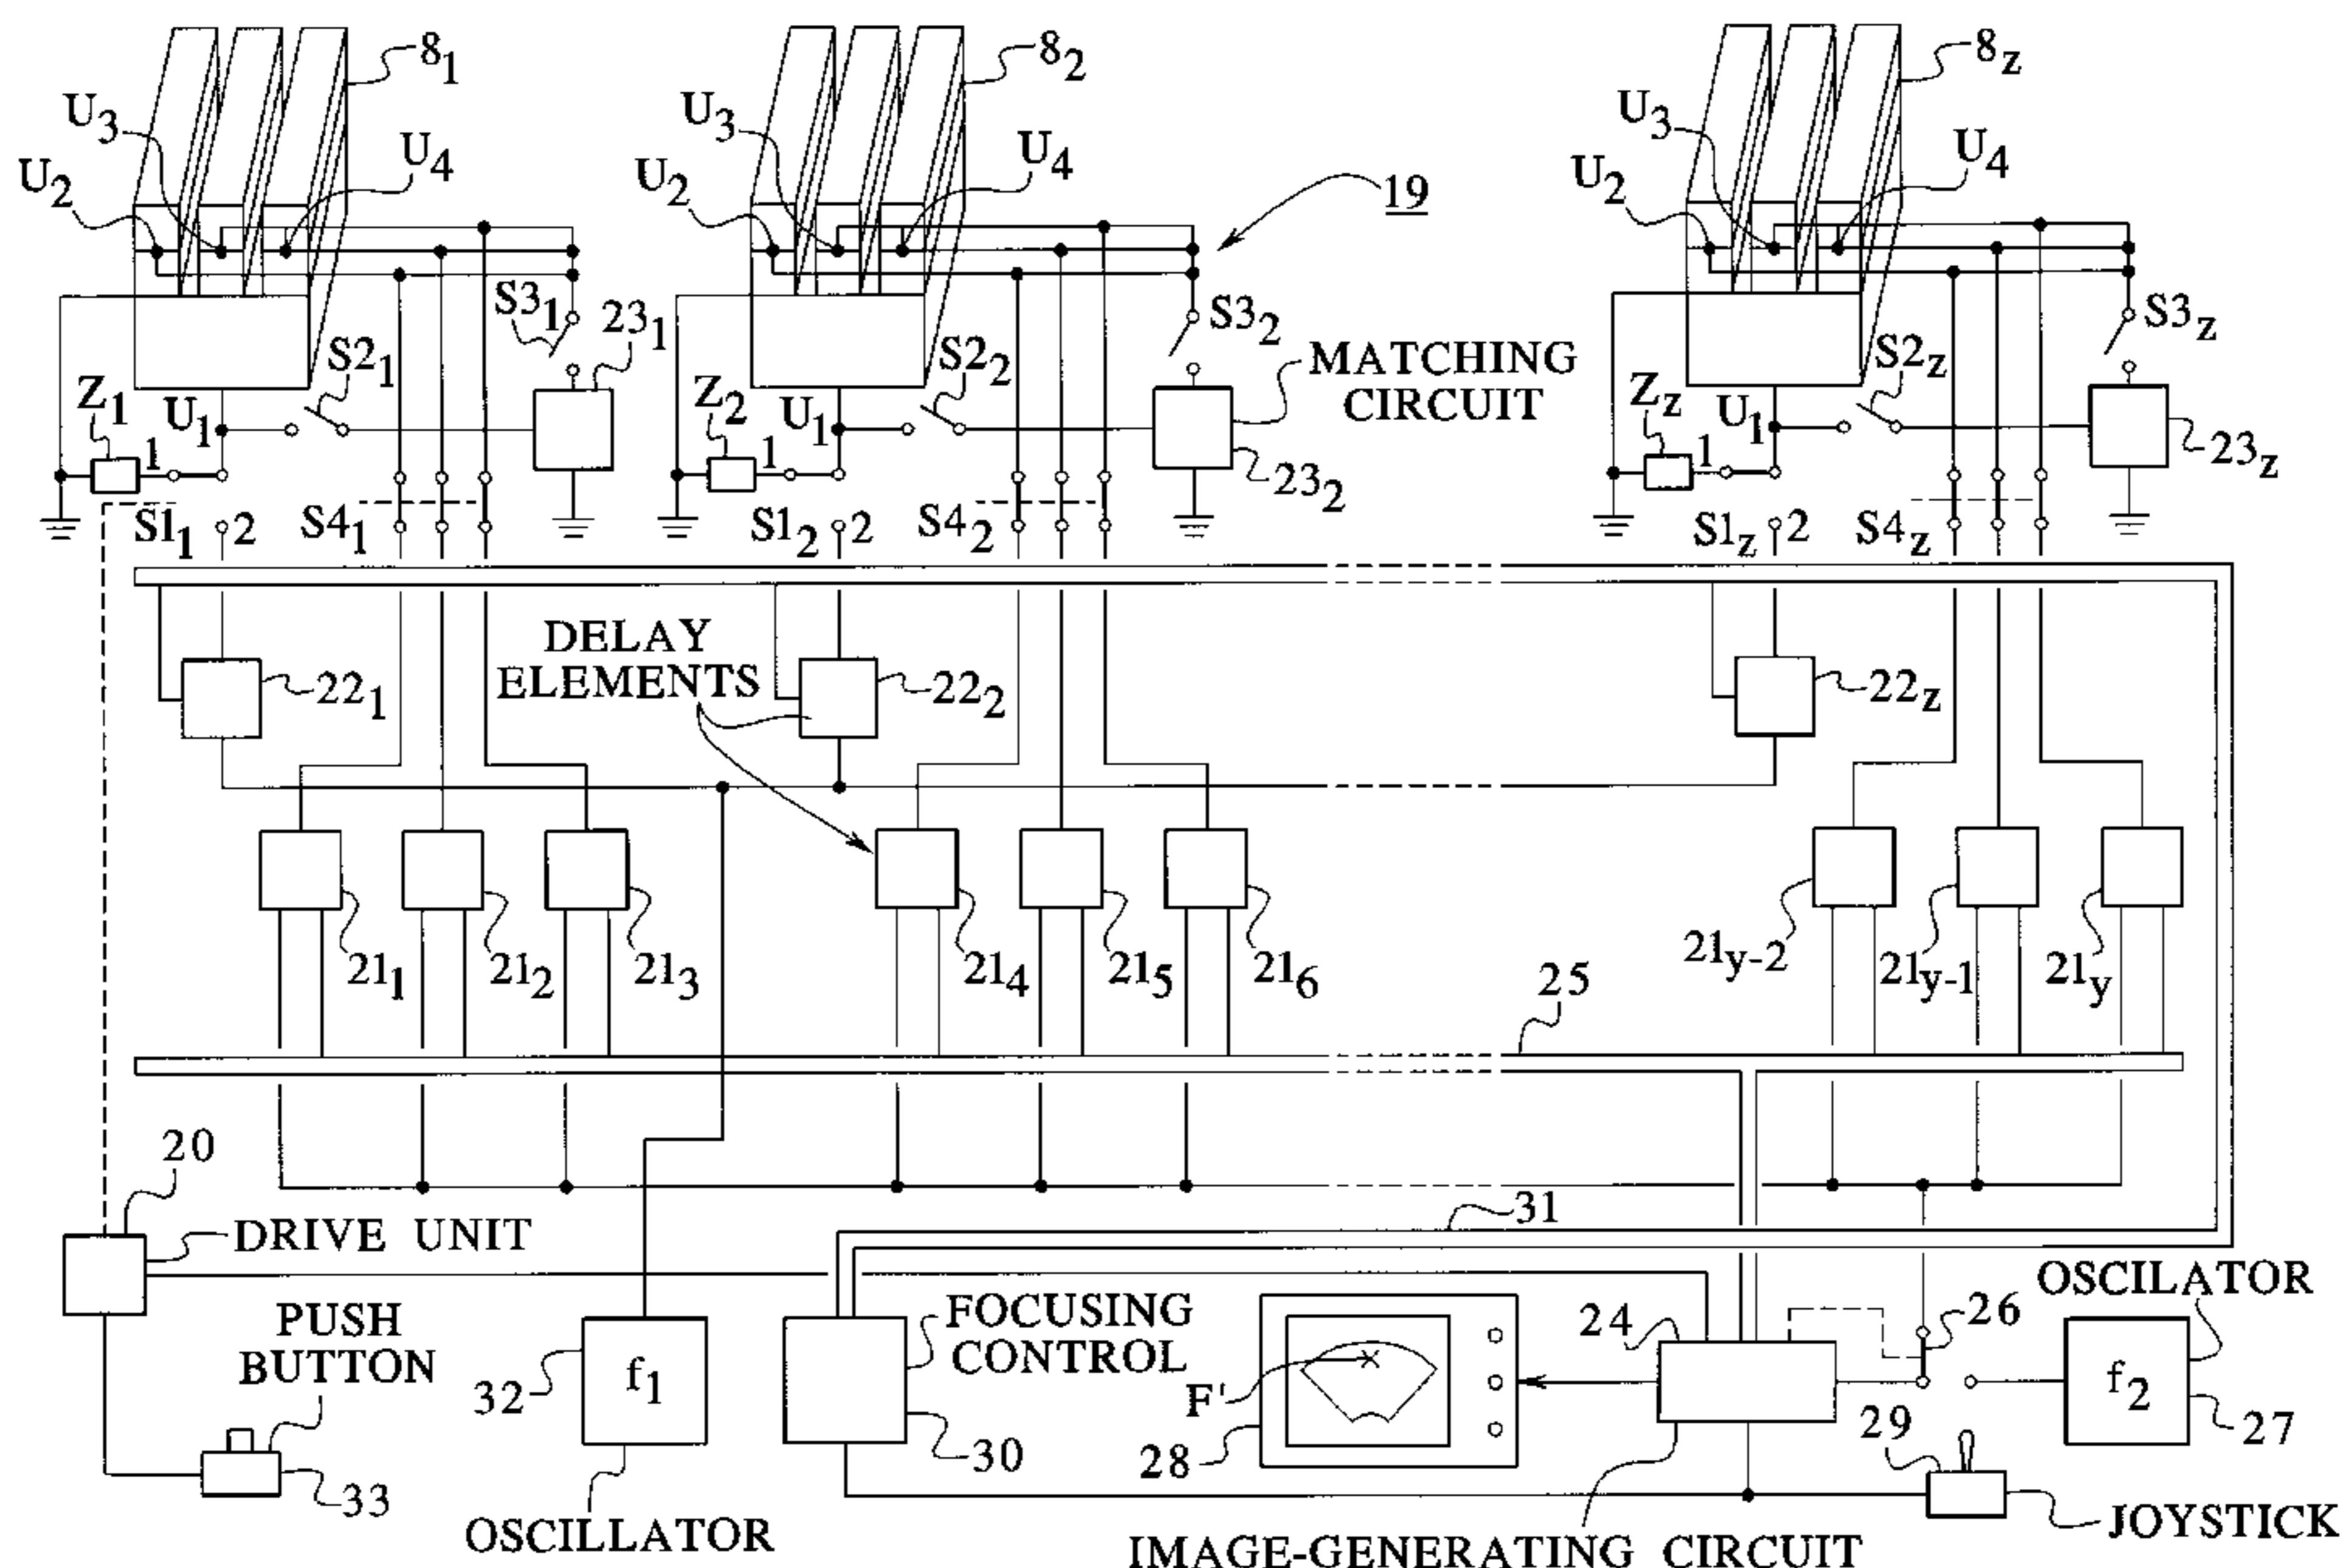 8₁
8₂
8z
U₃
U₃
U₃
U₂
U₄
U₂
U₄
U₂
U₄
19
S3₁
23₁
S3₂
S3z
S2₁
S2₂
S2z
MATCHING
CIRCUIT
Z₁
U₁
Z₂
U₁
Zz
U₁
1
1
1
23₂
23z
S1₁
2
S4₁
S1₂
2
S4₂
S1z
2
S4z
DELAY
ELEMENTS
22₁
22₂
22z
21₁
21₂
21₃
21₄
21₅
21₆
21y-2
21y-1
21y
25
20
DRIVE UNIT
31
PUSH
BUTTON
FOCUSING
CONTROL
24
26
OSCILATOR
32
f₁
F'
f₂
27
33
30
28
29
OSCILLATOR
IMAGE-GENERATING CIRCUIT
JOYSTICK